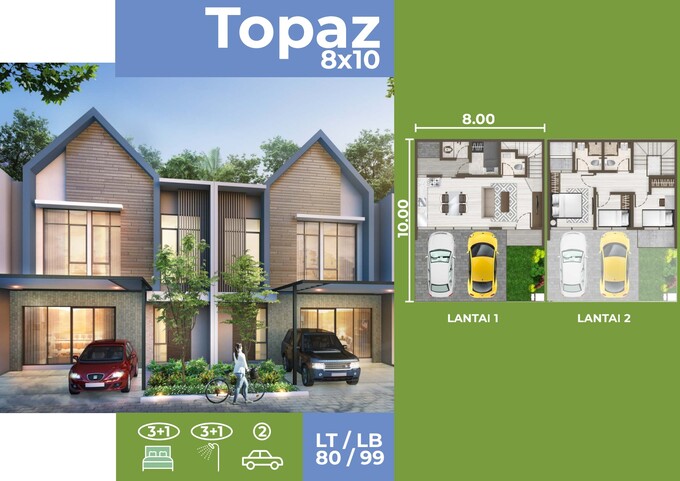 Topaz
8x10
8.00
10.00
LANTAI 1
LANTAI 2
3+1
3+1
2
LT / LB
80 / 99